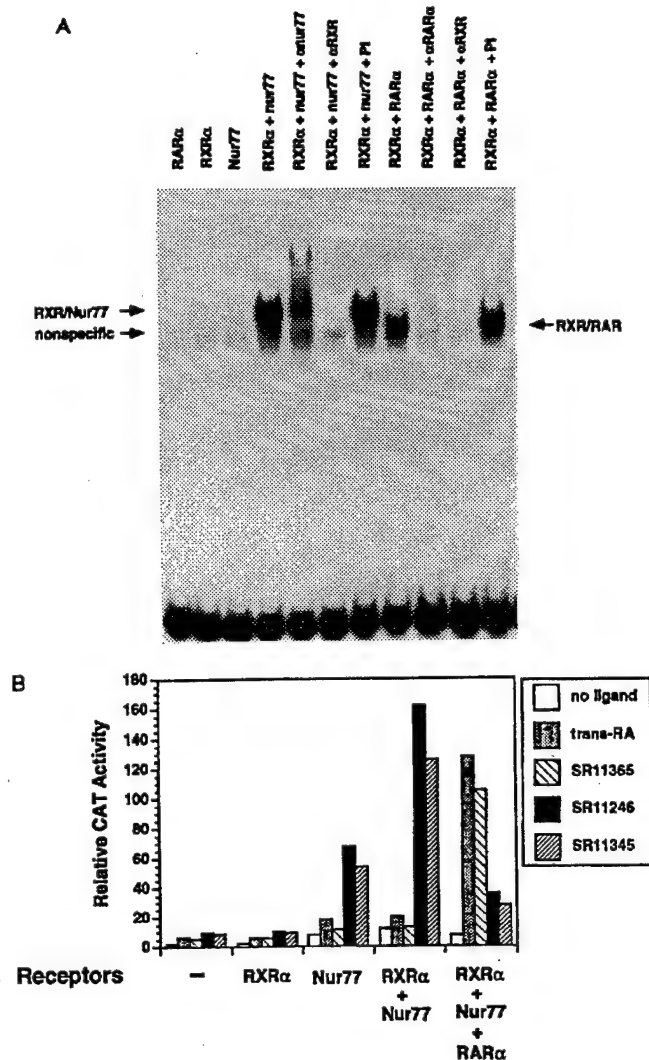 A
RARα
RXRα
Nur77
RXRα + nur77
RXRα + nur77 + αnur77
RXRα + nur77 + αRXR
RXRα + nur77 + PI
RXRα + RARα
RXRα + RARα + αRARα
RXRα + RARα + αRXR
RXRα + RARα + PI
RXR/Nur77
nonspecific
RXR/RAR
B
Relative CAT Activity
180
160
140
120
100
80
60
40
20
0
no ligand
trans-RA
SR11365
SR11246
SR11345
Receptors
–
RXRα
Nur77
RXRα
+
Nur77
RXRα
+
Nur77
+
RARα